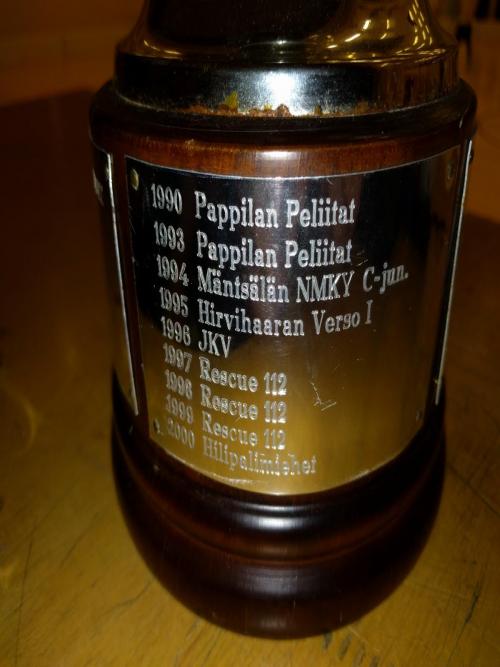 1990 Pappilan Peliitat
1993 Pappilan Peliitat
1994 Mäntsälän NMKY C-jun.
1995 Hirvihaaran Verso I
1996 JKV
1997 Rescue 112
1998 Rescue 112
1999 Rescue 112
2000 Hilipalimiehet